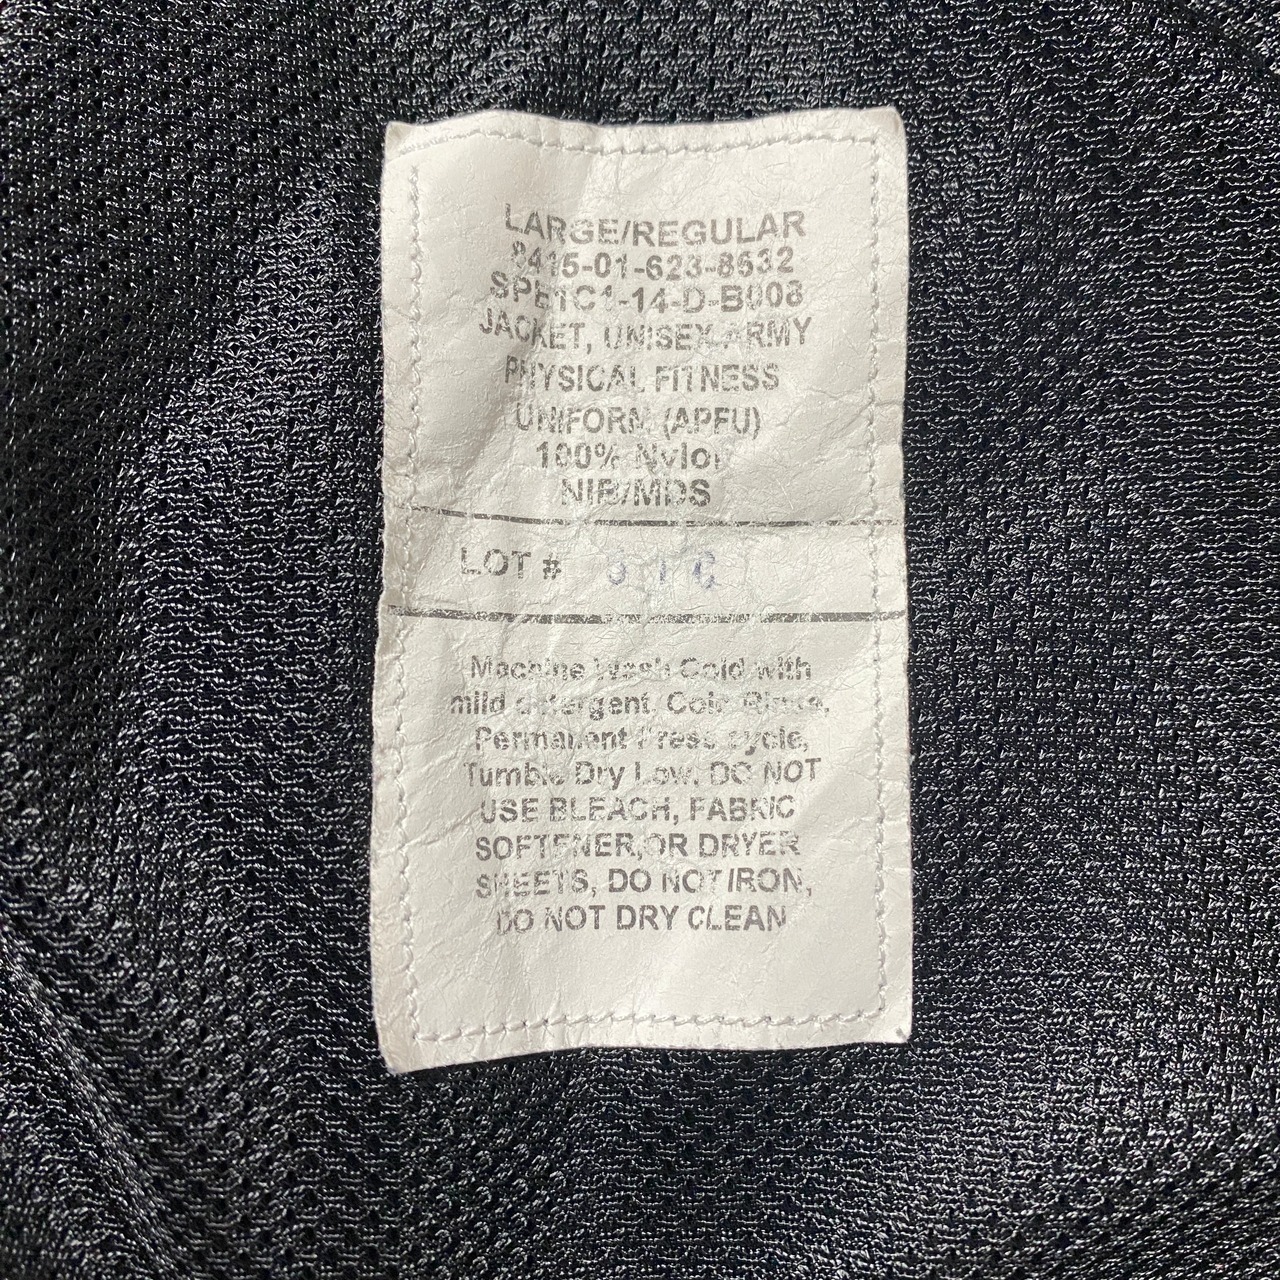 LARGE/REGULAR
8415-01-623-8532
SPE1C1-14-D-B008
JACKET, UNISEX ARMY
PHYSICAL FITNESS
UNIFORM (APFU)
100% Nylon
NIB/MDS
LOT #
Machine Wash Cold with
mild detergent. Cold Rinse.
Permanent Press cycle,
Tumble Dry Low. DO NOT
USE BLEACH, FABRIC
SOFTENER, OR DRYER
SHEETS, DO NOT IRON,
DO NOT DRY CLEAN